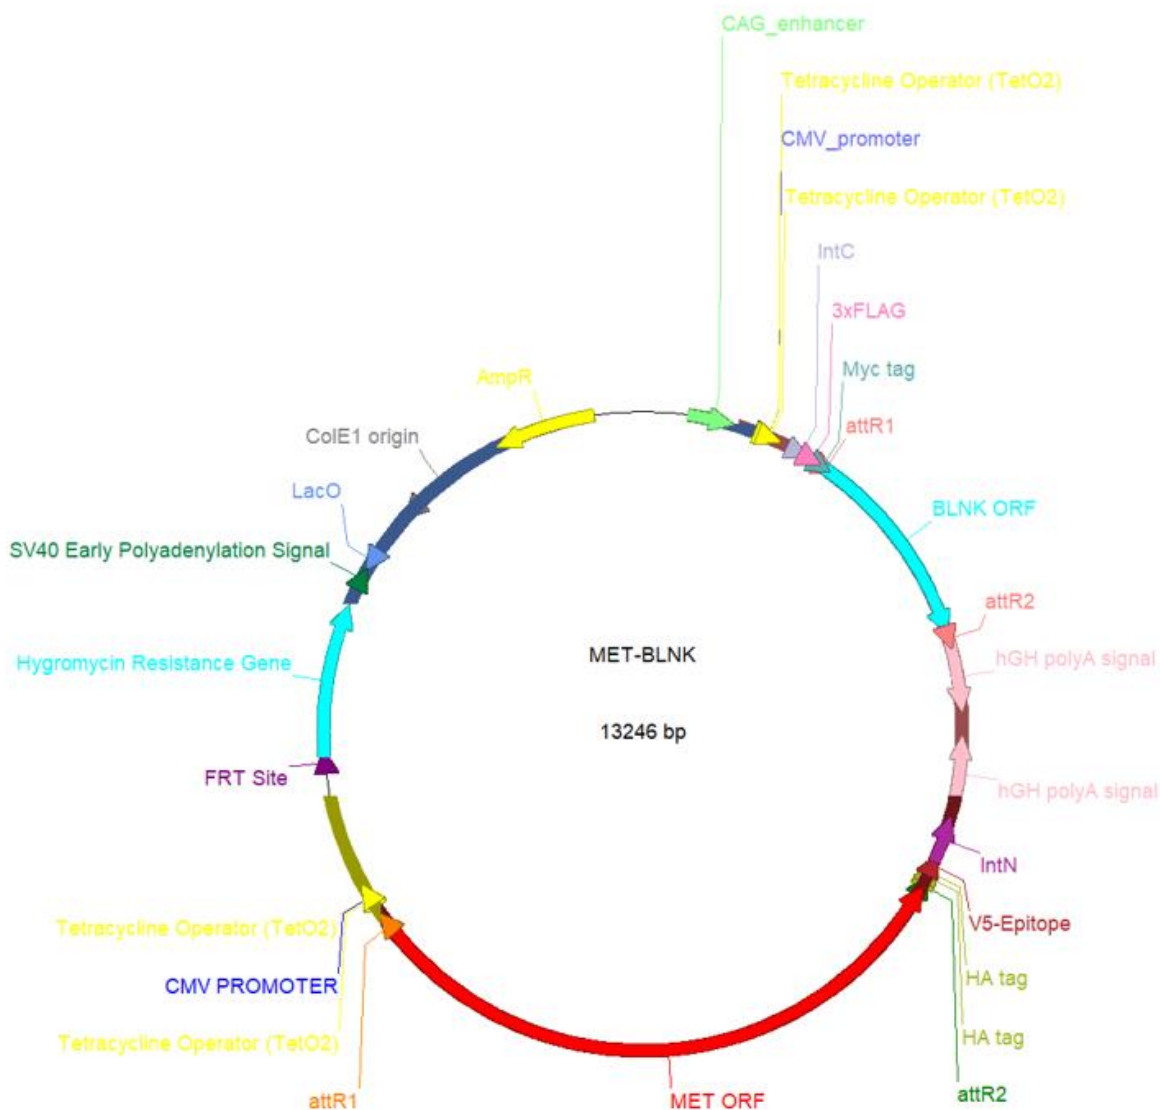 CAG_enhancer
Tetracycline Operator (TetO2)
CMV_promoter
Tetracycline Operator (TetO2)
IntC
3xFLAG
Myc tag
attR1
AmpR
ColE1 origin
LacO
BLNK ORF
SV40 Early Polyadenylation Signal
attR2
MET-BLNK
hGH polyA signal
Hygromycin Resistance Gene
13246 bp
FRT Site
hGH polyA signal
IntN
V5-Epitope
Tetracycline Operator (TetO2)
HA tag
CMV PROMOTER
HA tag
Tetracycline Operator (TetO2)
attR2
attR1
MET ORF